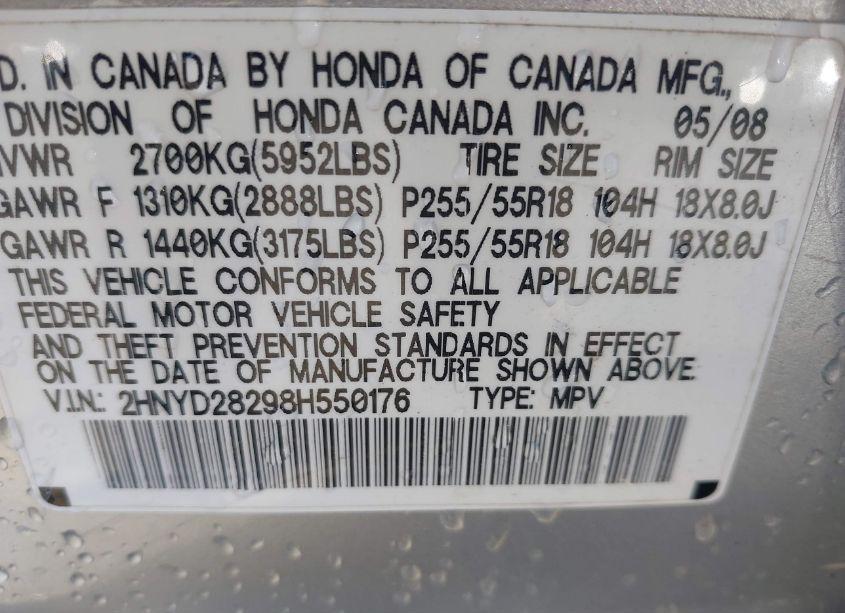 D. IN CANADA BY HONDA OF CANADA MFG.,
DIVISION OF HONDA CANADA INC. 05/08
VWR 2700KG(5952LBS) TIRE SIZE RIM SIZE
GAWR F 1310KG(2888LBS) P255/55R18 104H 18X8.0J
GAWR R 1440KG(3175LBS) P255/55R18 104H 18X8.0J
THIS VEHICLE CONFORMS TO ALL APPLICABLE
FEDERAL MOTOR VEHICLE SAFETY
AND THEFT PREVENTION STANDARDS IN EFFECT
ON THE DATE OF MANUFACTURE SHOWN ABOVE.
V.I.N.: 2HNYD28298H550176 TYPE: MPV